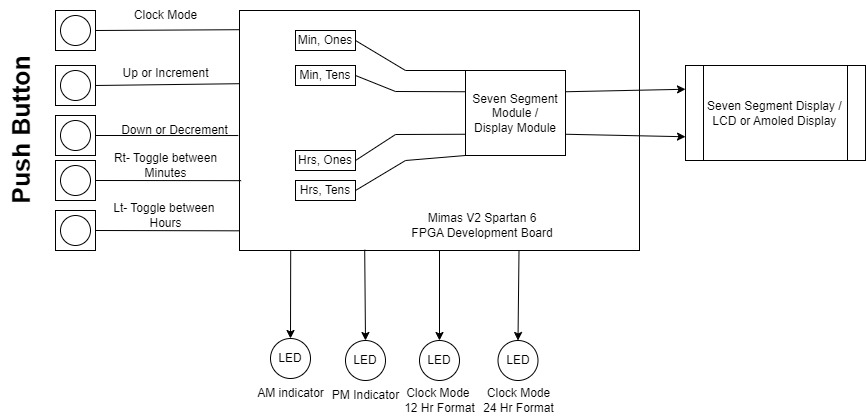 Push Button
Clock Mode
Up or Increment
Down or Decrement
Rt- Toggle between
Minutes
Lt- Toggle between
Hours
Min, Ones
Min, Tens
Hrs, Ones
Hrs, Tens
Seven Segment
Module /
Display Module
Mimas V2 Spartan 6
FPGA Development Board
Seven Segment Display /
LCD or Amoled Display
LED
AM indicator
LED
PM Indicator
LED
Clock Mode
12 Hr Format
LED
Clock Mode
24 Hr Format